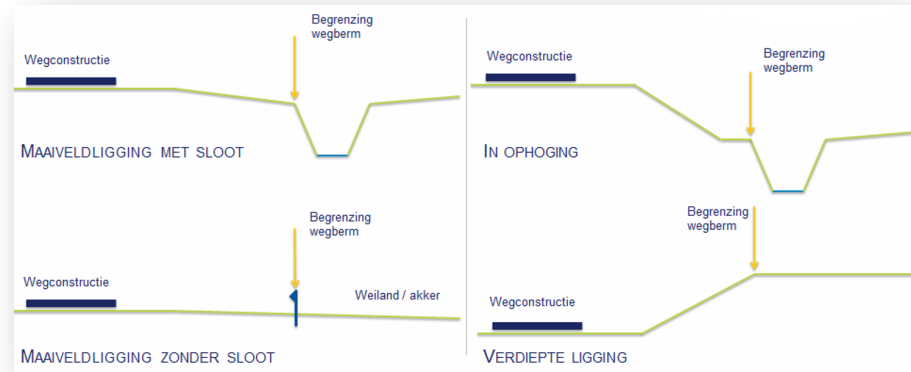 Begrenzing
wegberm
Wegconstructie
MAAIVELDLIGGING MET SLOOT
Begrenzing
wegberm
Wegconstructie
IN OPHOGING
Begrenzing
wegberm
Wegconstructie
Weiland / akker
MAAIVELDLIGGING ZONDER SLOOT
Begrenzing
wegberm
Wegconstructie
VERDIEPTE LIGGING